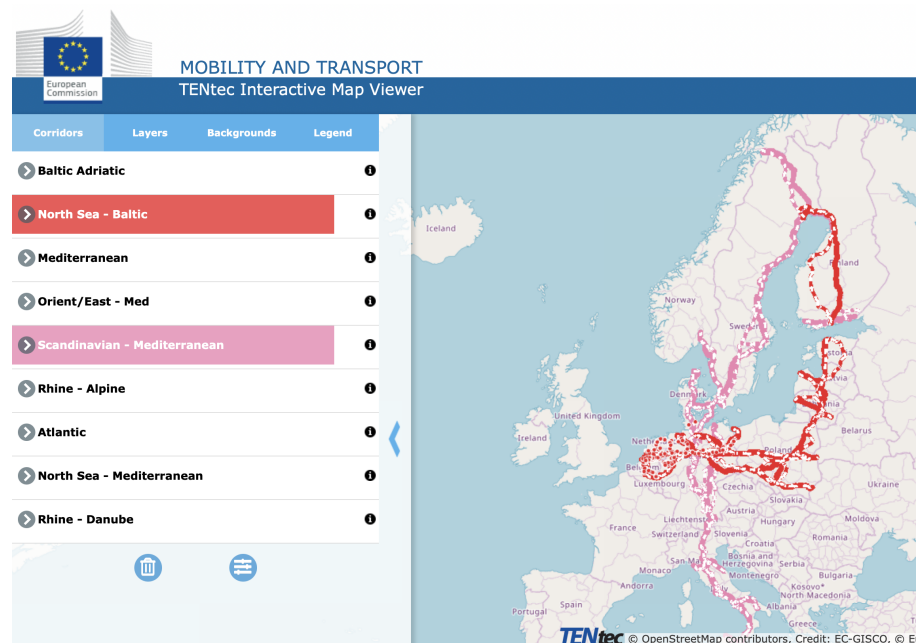 European
Commission
MOBILITY AND TRANSPORT
TENtec Interactive Map Viewer
Corridors Layers Backgrounds Legend
Baltic Adriatic
North Sea - Baltic
Mediterranean
Orient/East - Med
Scandinavian - Mediterranean
Rhine - Alpine
Atlantic
North Sea - Mediterranean
Rhine - Danube
Iceland
Norway
Finland
Sweden
Denmark
United Kingdom
Ireland
Belarus
Poland
Luxembourg
Czechia
Ukraine
Slovakia
Austria
Hungary
Moldova
France
Switzerland
Slovenia
Croatia
Romania
Bosnia and
Herzegovina
Serbia
Monaco
Montenegro
Bulgaria
Andorra
Kosovo*
North Macedonia
Spain
Portugal
Albania
Greece
TENtec © OpenStreetMap contributors, Credit: EC-GISCO, © E